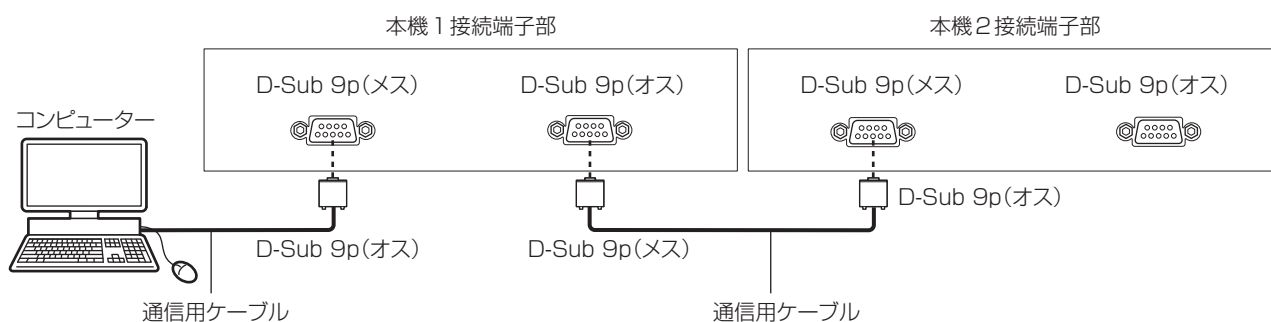 本機1接続端子部
本機2接続端子部
D-Sub 9p(メス)
D-Sub 9p(オス)
D-Sub 9p(メス)
D-Sub 9p(オス)
コンピューター
D-Sub 9p(オス)
D-Sub 9p(オス)
D-Sub 9p(メス)
通信用ケーブル
通信用ケーブル